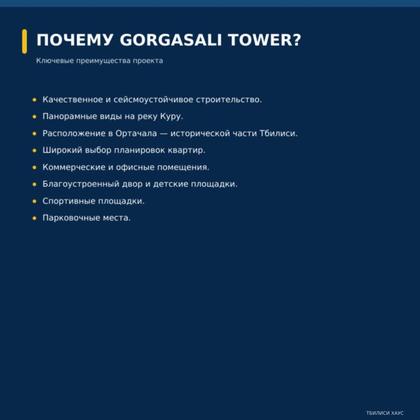 ПОЧЕМУ GORGASALI TOWER?
Ключевые преимущества проекта
Качественное и сейсмоустойчивое строительство.
Панорамные виды на реку Куру.
Расположение в Ортачала — исторической части Тбилиси.
Широкий выбор планировок квартир.
Коммерческие и офисные помещения.
Благоустроенный двор и детские площадки.
Спортивные площадки.
Парковочные места.
ТБИЛИСИ ХАУС